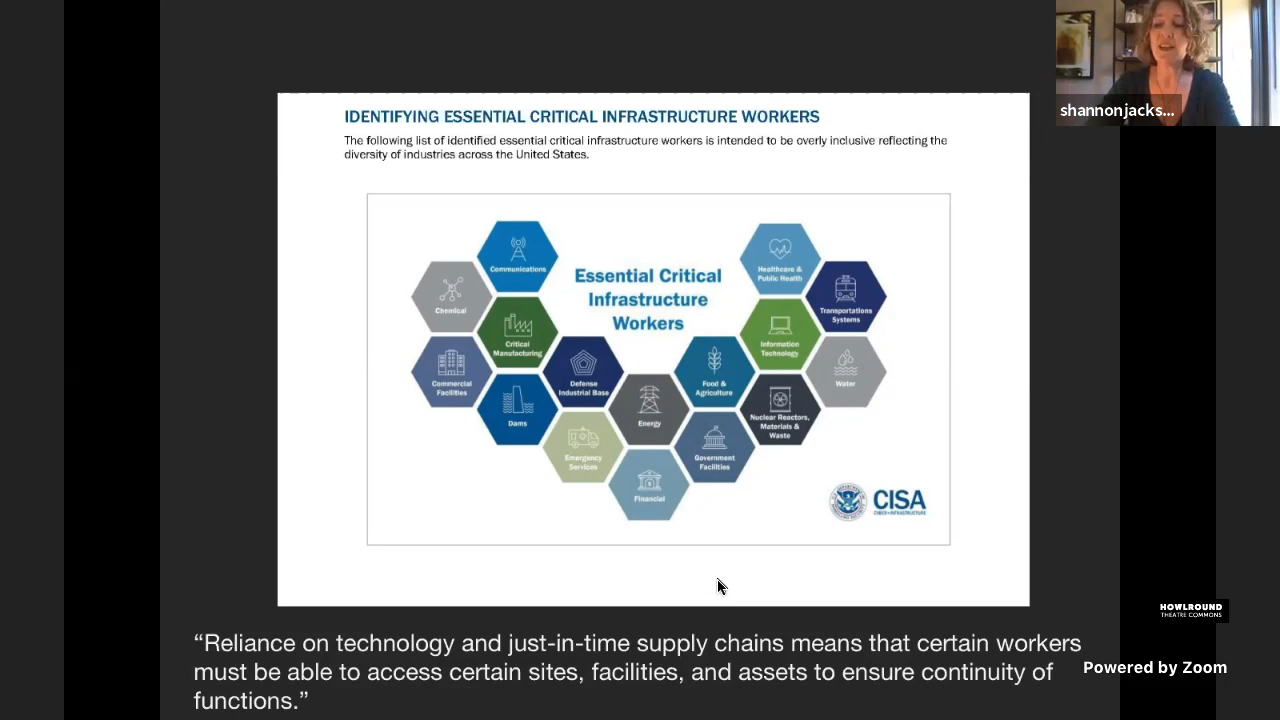 shannonjacks...
IDENTIFYING ESSENTIAL CRITICAL INFRASTRUCTURE WORKERS
The following list of identified essential critical infrastructure workers is intended to be overly inclusive reflecting the
diversity of industries across the United States.
Essential Critical
Infrastructure
Workers
Communications
Chemical
Critical
Manufacturing
Commercial
Facilities
Dams
Defense
Industrial Base
Emergency
Services
Energy
Financial
Food &
Agriculture
Government
Facilities
Healthcare &
Public Health
Information
Technology
Transportations
Systems
Water
Nuclear Reactors,
Materials &
Waste
CISA
CYBER+INFRASTRUCTURE
“Reliance on technology and just-in-time supply chains means that certain workers
must be able to access certain sites, facilities, and assets to ensure continuity of
functions.”
HOWLROUND
THEATRE COMMONS
Powered by Zoom